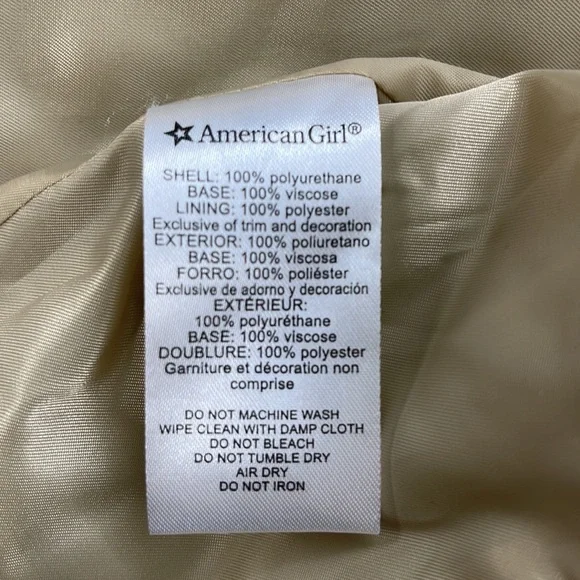 American Girl®
SHELL: 100% polyurethane
BASE: 100% viscose
LINING: 100% polyester
Exclusive of trim and decoration
EXTERIOR: 100% poliuretano
BASE: 100% viscosa
FORRO: 100% poliéster
Exclusive de adorno y decoración
EXTÉRIEUR:
100% polyuréthane
BASE: 100% viscose
DOUBLURE: 100% polyester
Garniture et décoration non
comprise
DO NOT MACHINE WASH
WIPE CLEAN WITH DAMP CLOTH
DO NOT BLEACH
DO NOT TUMBLE DRY
AIR DRY
DO NOT IRON